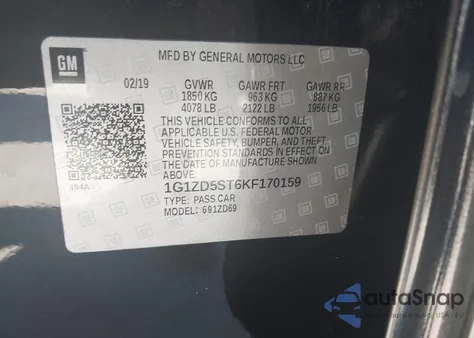 GM
MFD BY GENERAL MOTORS LLC
02/19 GVWR GAWR FRT GAWR RR
1850 KG 963 KG 887 KG
4078 LB 2122 LB 1956 LB
THIS VEHICLE CONFORMS TO ALL
APPLICABLE U.S. FEDERAL MOTOR
VEHICLE SAFETY, BUMPER, AND THEFT
PREVENTION STANDARDS IN EFFECT ON
THE DATE OF MANUFACTURE SHOWN
ABOVE.
384A
1G1ZD5ST6KF170159
TYPE: PASS CAR
MODEL: 691ZD69
autoSnap